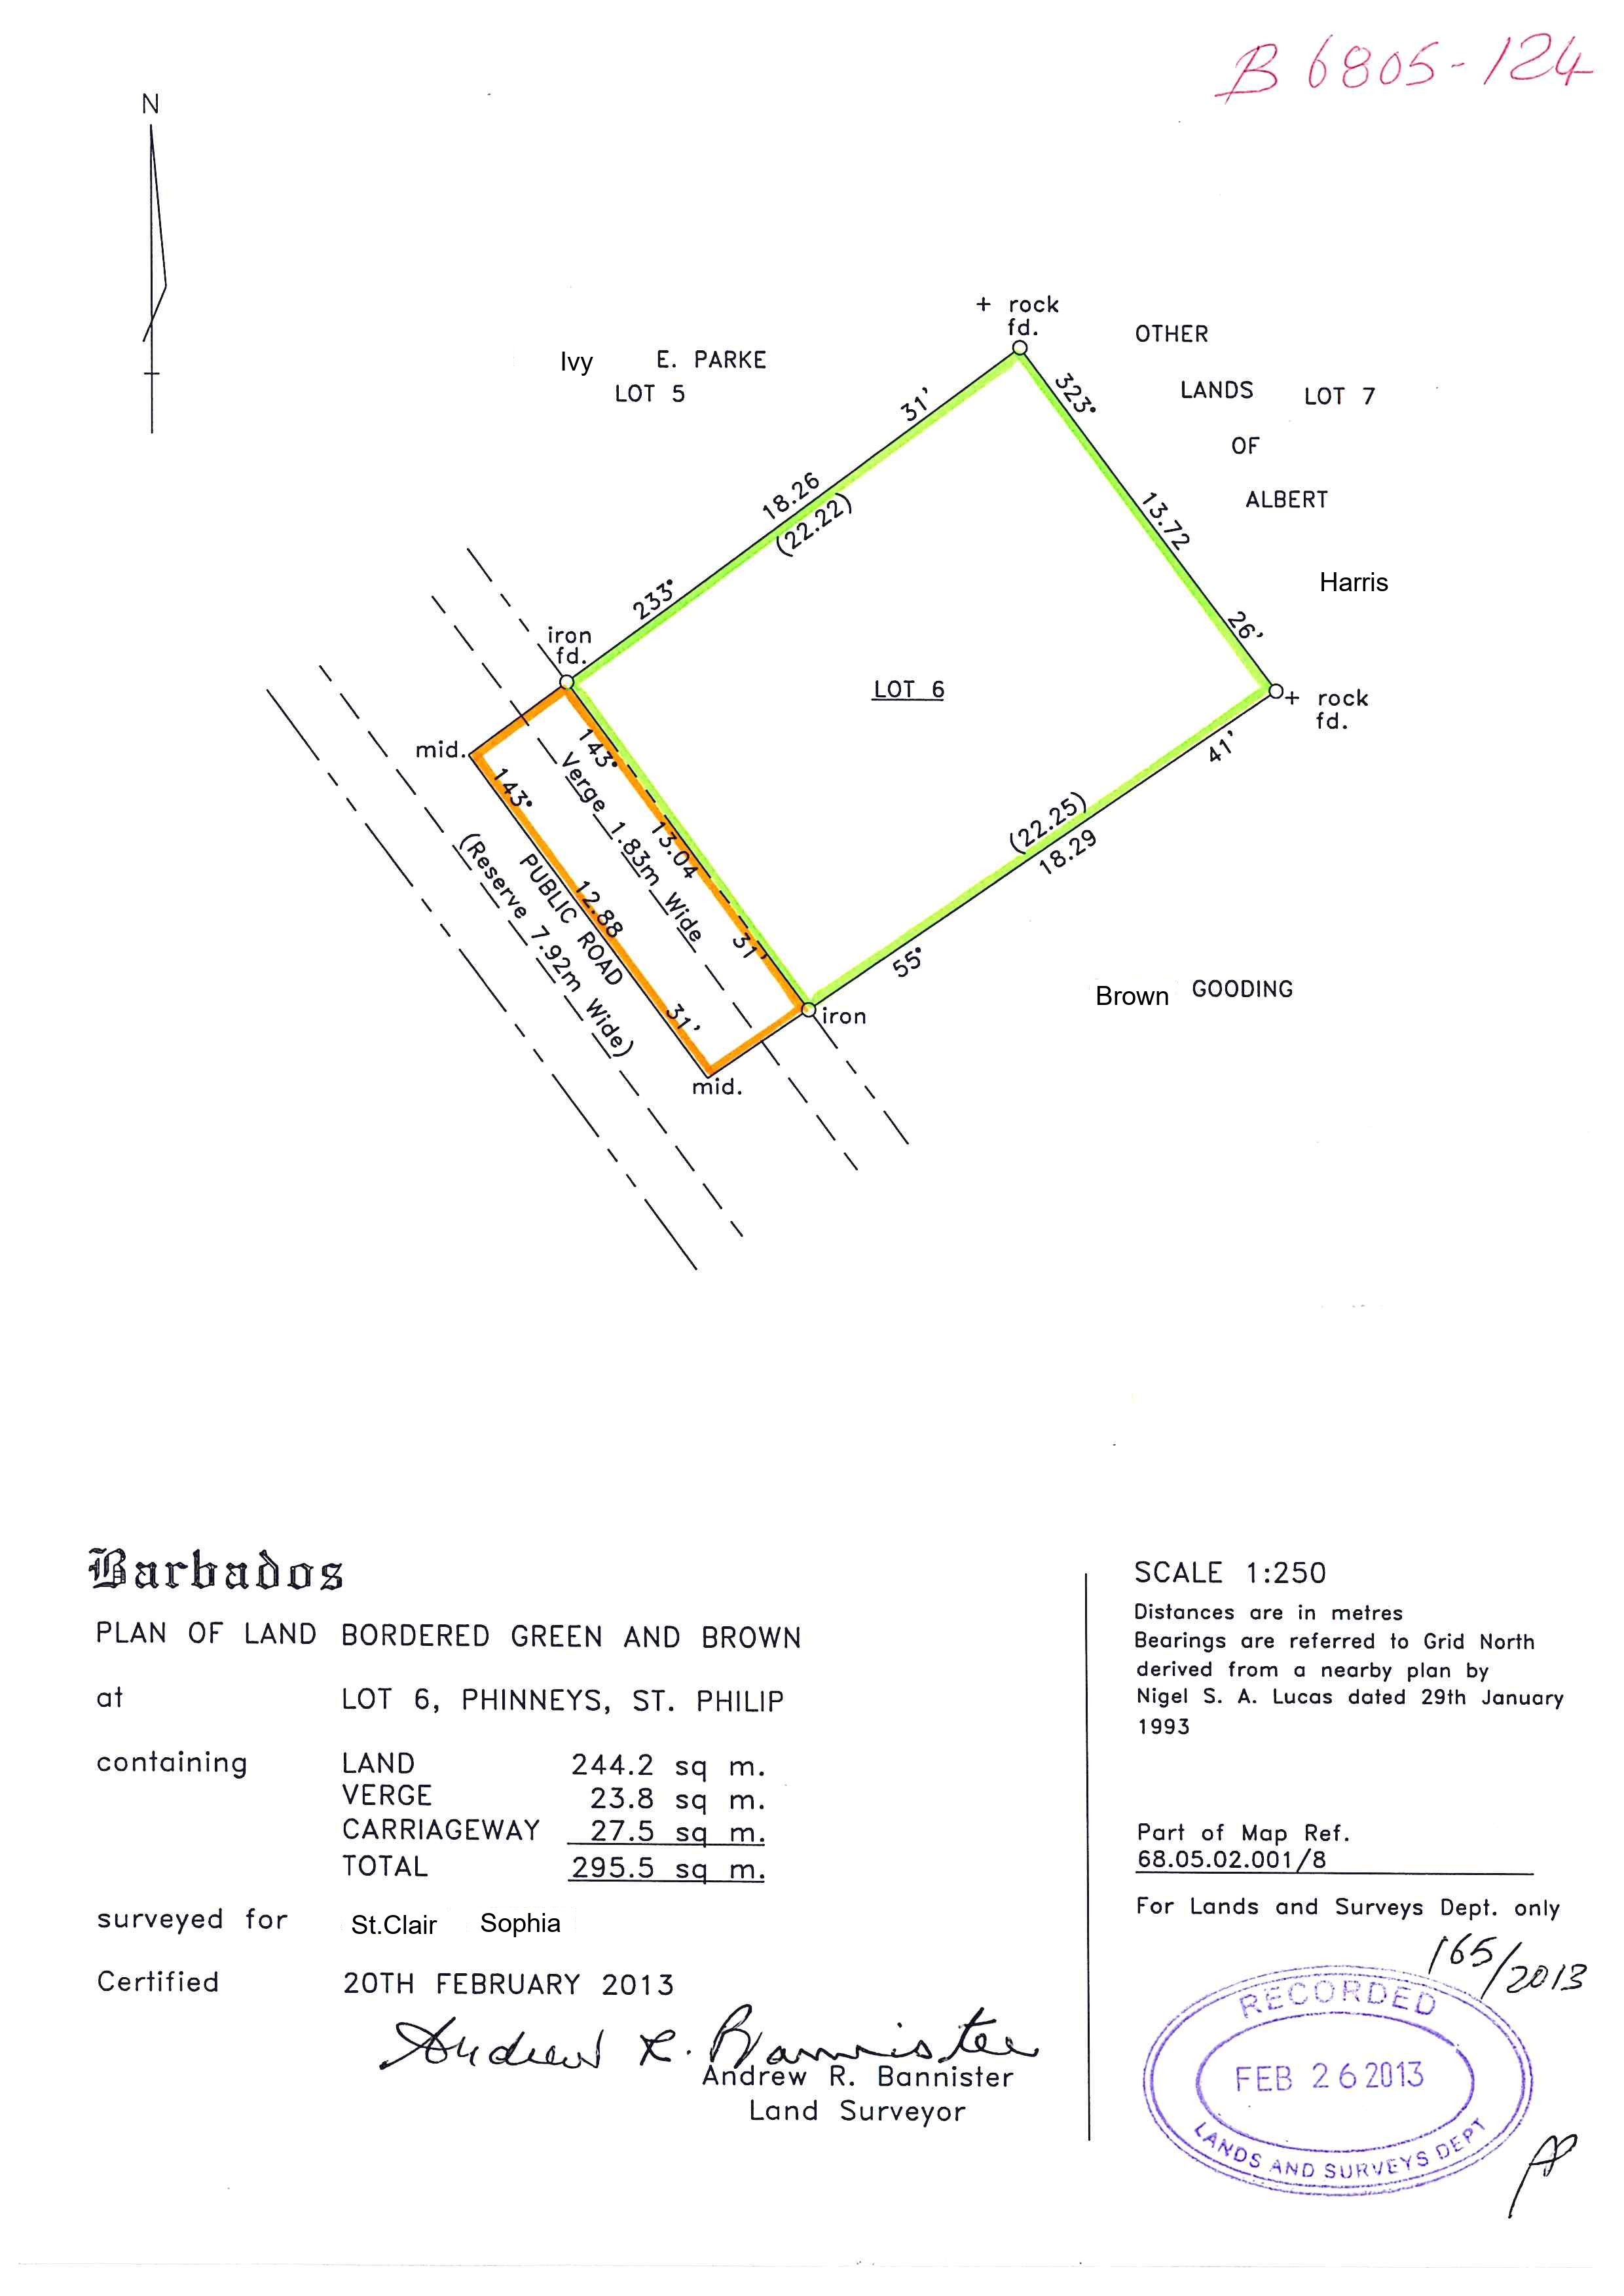 B 6805-124
N
+ rock
fd.
OTHER
Ivy E. PARKE
LOT 5
LANDS LOT 7
OF
ALBERT
Harris
323°
13.72
26'
31'
18.26
(22.22)
233°
iron
fd.
LOT 6
+ rock
fd.
41'
(22.25)
18.29
55°
mid.
143°
13.04
31'
Verge 1.83m Wide
143°
12.88
31'
PUBLIC ROAD
(Reserve 7.92m Wide)
iron
mid.
Brown GOODING
Barbados
PLAN OF LAND BORDERED GREEN AND BROWN
at LOT 6, PHINNEYS, ST. PHILIP
containing LAND 244.2 sq m.
VERGE 23.8 sq m.
CARRIAGEWAY 27.5 sq m.
TOTAL 295.5 sq m.
surveyed for St.Clair Sophia
Certified 20TH FEBRUARY 2013
Andrew R. Bannister
Andrew R. Bannister
Land Surveyor
SCALE 1:250
Distances are in metres
Bearings are referred to Grid North
derived from a nearby plan by
Nigel S. A. Lucas dated 29th January
1993
Part of Map Ref.
68.05.02.001/8
For Lands and Surveys Dept. only
165/2013
RECORDED
FEB 26 2013
LANDS AND SURVEYS DEPT